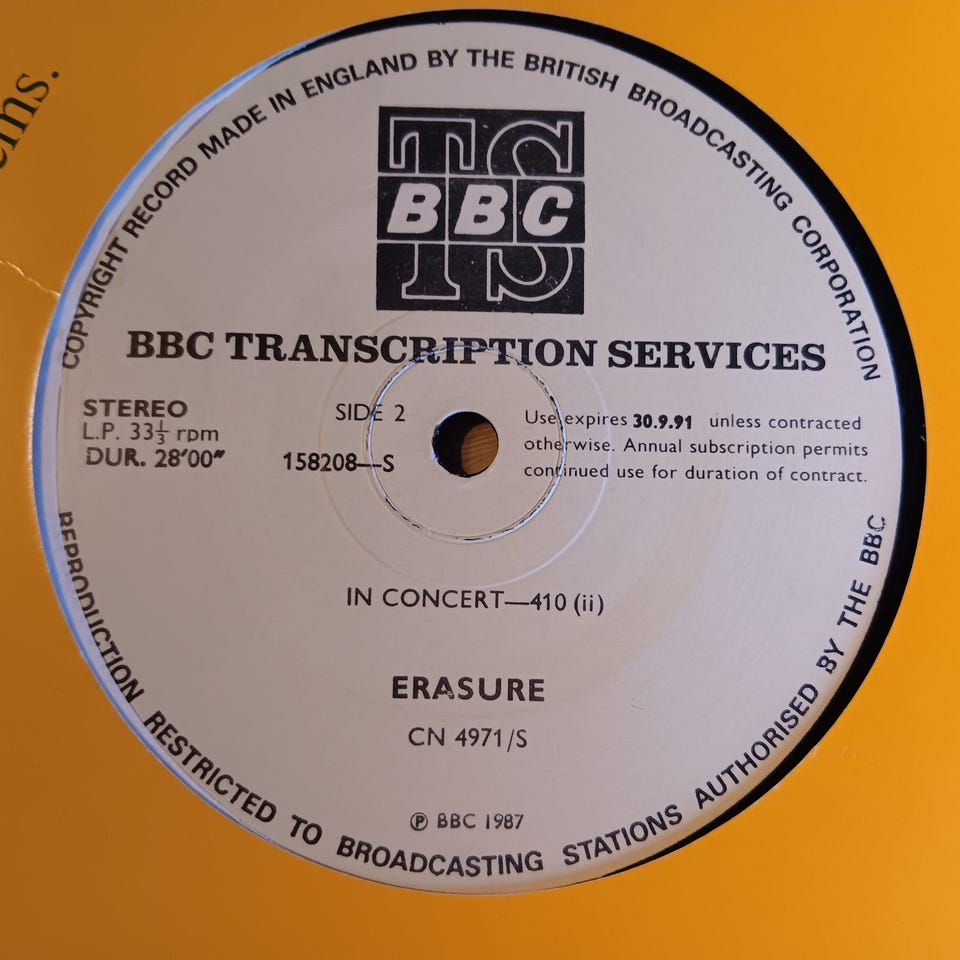 COPYRIGHT RECORD MADE IN ENGLAND BY THE BRITISH BROADCASTING CORPORATION
TS
BBC
BBC TRANSCRIPTION SERVICES
STEREO
L.P. 33⅓ rpm
DUR. 28′00″
SIDE 2
158208—S
Use expires 30.9.91 unless contracted
otherwise. Annual subscription permits
continued use for duration of contract.
IN CONCERT—410 (ii)
ERASURE
CN 4971/S
℗ BBC 1987
REPRODUCTION RESTRICTED TO BROADCASTING STATIONS AUTHORISED BY THE BBC